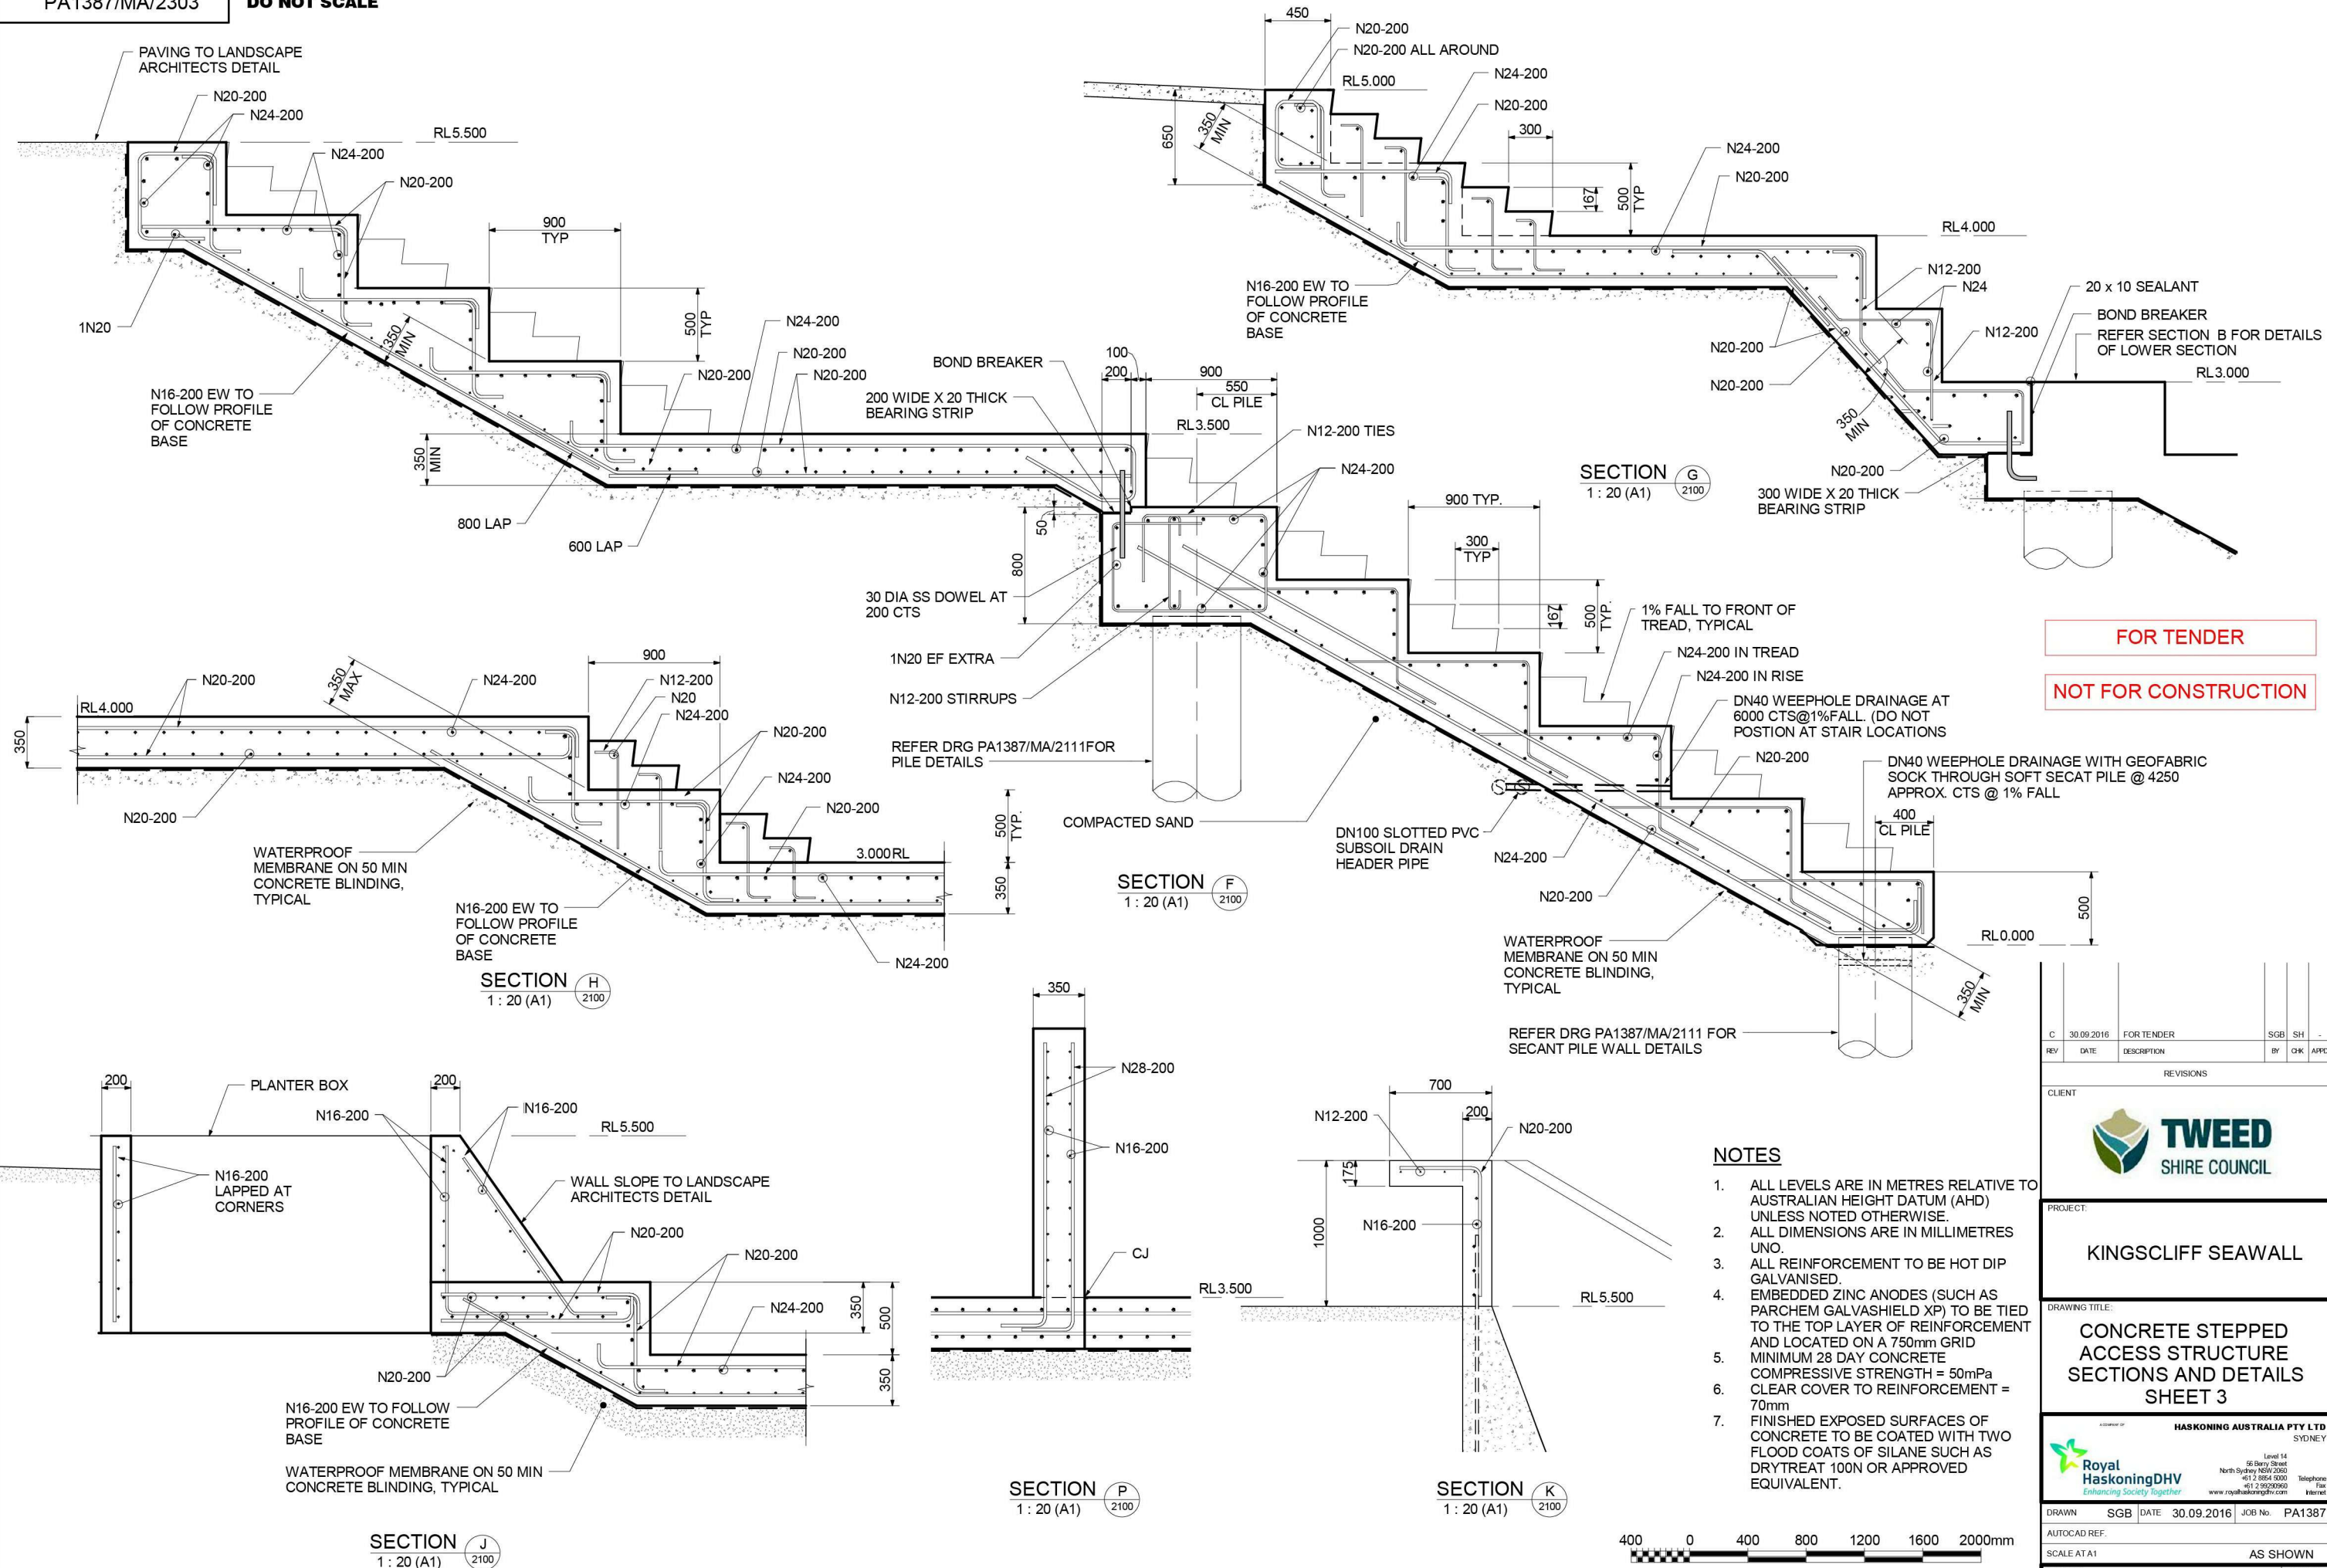 PA1387/MA/2303
DO NOT SCALE
PAVING TO LANDSCAPE
ARCHITECTS DETAIL
N20-200
N24-200
RL5.500
N24-200
N20-200
900
TYP
500
TYP
1N20
350
MIN
N16-200 EW TO
FOLLOW PROFILE
OF CONCRETE
BASE
N24-200
N20-200
N20-200
N20-200
350
MIN
800 LAP
600 LAP
BOND BREAKER
200 WIDE X 20 THICK
BEARING STRIP
100
200
900
550
CL PILE
RL3.500
N12-200 TIES
N24-200
50
800
30 DIA SS DOWEL AT
200 CTS
1N20 EF EXTRA
N12-200 STIRRUPS
REFER DRG PA1387/MA/2111FOR
PILE DETAILS
COMPACTED SAND
900 TYP.
300
TYP
167
500
TYP.
1% FALL TO FRONT OF
TREAD, TYPICAL
N24-200 IN TREAD
N24-200 IN RISE
DN40 WEEPHOLE DRAINAGE AT
6000 CTS@1%FALL. (DO NOT
POSTION AT STAIR LOCATIONS
N20-200
DN40 WEEPHOLE DRAINAGE WITH GEOFABRIC
SOCK THROUGH SOFT SECAT PILE @ 4250
APPROX. CTS @ 1% FALL
400
CL PILE
S
S
DN100 SLOTTED PVC
SUBSOIL DRAIN
HEADER PIPE
N24-200
N20-200
500
RL0.000
WATERPROOF
MEMBRANE ON 50 MIN
CONCRETE BLINDING,
TYPICAL
350
MIN
REFER DRG PA1387/MA/2111 FOR
SECANT PILE WALL DETAILS
SECTION F
1 : 20 (A1) 2100
450
N20-200
N20-200 ALL AROUND
RL5.000
N24-200
N20-200
300
650
350
MIN
167
500
TYP
N24-200
N20-200
RL4.000
N16-200 EW TO
FOLLOW PROFILE
OF CONCRETE
BASE
N12-200
N24
20 x 10 SEALANT
BOND BREAKER
REFER SECTION B FOR DETAILS
OF LOWER SECTION
N12-200
RL3.000
N20-200
N20-200
350
MIN
N20-200
300 WIDE X 20 THICK
BEARING STRIP
SECTION G
1 : 20 (A1) 2100
FOR TENDER
NOT FOR CONSTRUCTION
350
RL4.000
N20-200
350
MAX
N24-200
900
N12-200
N20
N24-200
N20-200
N24-200
N20-200
N20-200
500
TYP.
3.000RL
350
WATERPROOF
MEMBRANE ON 50 MIN
CONCRETE BLINDING,
TYPICAL
N16-200 EW TO
FOLLOW PROFILE
OF CONCRETE
BASE
N24-200
SECTION H
1 : 20 (A1) 2100
200
PLANTER BOX
200
N16-200
N16-200
RL5.500
N16-200
LAPPED AT
CORNERS
WALL SLOPE TO LANDSCAPE
ARCHITECTS DETAIL
N20-200
N20-200
N24-200
350
500
350
N20-200
N16-200 EW TO FOLLOW
PROFILE OF CONCRETE
BASE
WATERPROOF MEMBRANE ON 50 MIN
CONCRETE BLINDING, TYPICAL
SECTION J
1 : 20 (A1) 2100
350
N28-200
N16-200
CJ
RL3.500
SECTION P
1 : 20 (A1) 2100
700
N12-200
200
N20-200
175
1000
N16-200
RL5.500
SECTION K
1 : 20 (A1) 2100
NOTES
1. ALL LEVELS ARE IN METRES RELATIVE TO
AUSTRALIAN HEIGHT DATUM (AHD)
UNLESS NOTED OTHERWISE.
2. ALL DIMENSIONS ARE IN MILLIMETRES
UNO.
3. ALL REINFORCEMENT TO BE HOT DIP
GALVANISED.
4. EMBEDDED ZINC ANODES (SUCH AS
PARCHEM GALVASHIELD XP) TO BE TIED
TO THE TOP LAYER OF REINFORCEMENT
AND LOCATED ON A 750mm GRID
5. MINIMUM 28 DAY CONCRETE
COMPRESSIVE STRENGTH = 50mPa
6. CLEAR COVER TO REINFORCEMENT =
70mm
7. FINISHED EXPOSED SURFACES OF
CONCRETE TO BE COATED WITH TWO
FLOOD COATS OF SILANE SUCH AS
DRYTREAT 100N OR APPROVED
EQUIVALENT.
400 0 400 800 1200 1600 2000mm
C 30.09.2016 FOR TENDER SGB SH -
REV DATE DESCRIPTION BY CHK APPD
REVISIONS
CLIENT
TWEED
SHIRE COUNCIL
PROJECT:
KINGSCLIFF SEAWALL
DRAWING TITLE:
CONCRETE STEPPED
ACCESS STRUCTURE
SECTIONS AND DETAILS
SHEET 3
A COMPANY OF
HASKONING AUSTRALIA PTY LTD
SYDNEY
Level 14
56 Berry Street
North Sydney NSW 2060
+61 2 8854 5000 Telephone
+61 2 99290960 Fax
www.royalhaskoningdhv.com Internet
Royal
HaskoningDHV
Enhancing Society Together
DRAWN SGB DATE 30.09.2016 JOB No. PA1387
AUTOCAD REF.
SCALE AT A1 AS SHOWN